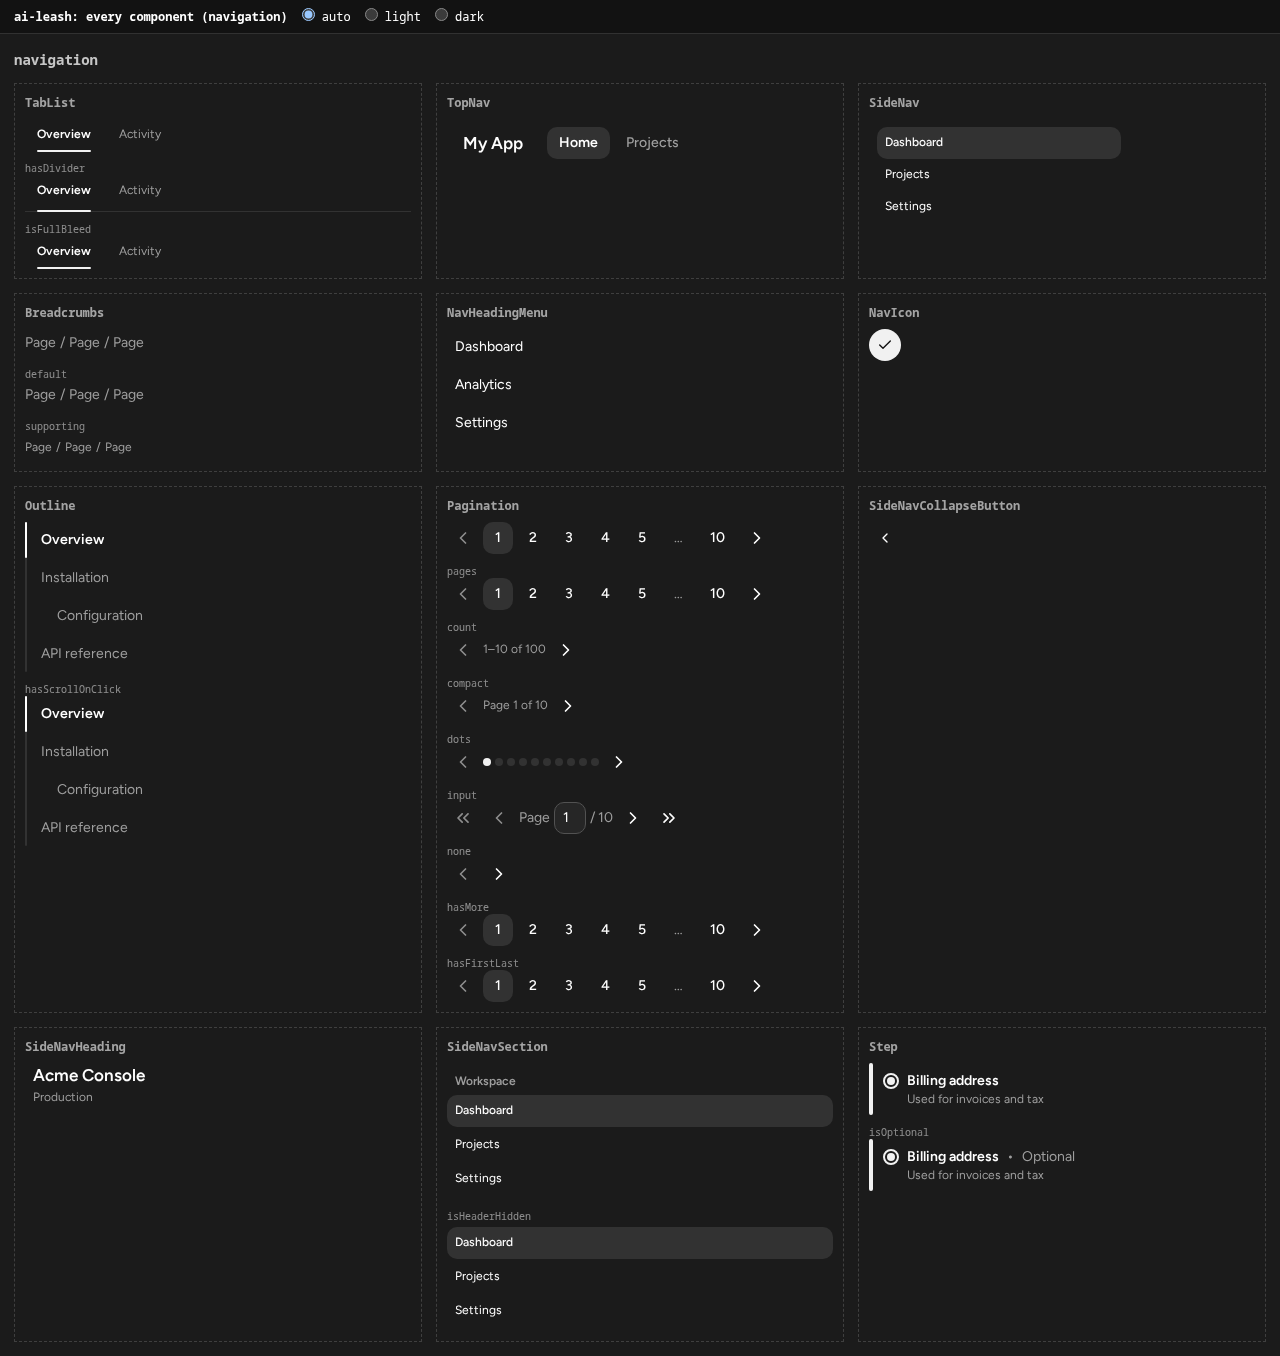 ai-leash: every component (navigation) auto light dark
navigation
TabList
Overview Activity
hasDivider
Overview Activity
isFullBleed
Overview Activity
TopNav
My App Home Projects
SideNav
Dashboard
Projects
Settings
Breadcrumbs
Page / Page / Page
default
Page / Page / Page
supporting
Page / Page / Page
NavHeadingMenu
Dashboard
Analytics
Settings
NavIcon
Outline
Overview
Installation
Configuration
API reference
hasScrollOnClick
Overview
Installation
Configuration
API reference
Pagination
1 2 3 4 5 … 10
pages
1 2 3 4 5 … 10
count
1–10 of 100
compact
Page 1 of 10
dots
input
Page 1 / 10
none
hasMore
1 2 3 4 5 … 10
hasFirstLast
1 2 3 4 5 … 10
SideNavCollapseButton
SideNavHeading
Acme Console
Production
SideNavSection
Workspace
Dashboard
Projects
Settings
isHeaderHidden
Dashboard
Projects
Settings
Step
Billing address
Used for invoices and tax
isOptional
Billing address • Optional
Used for invoices and tax